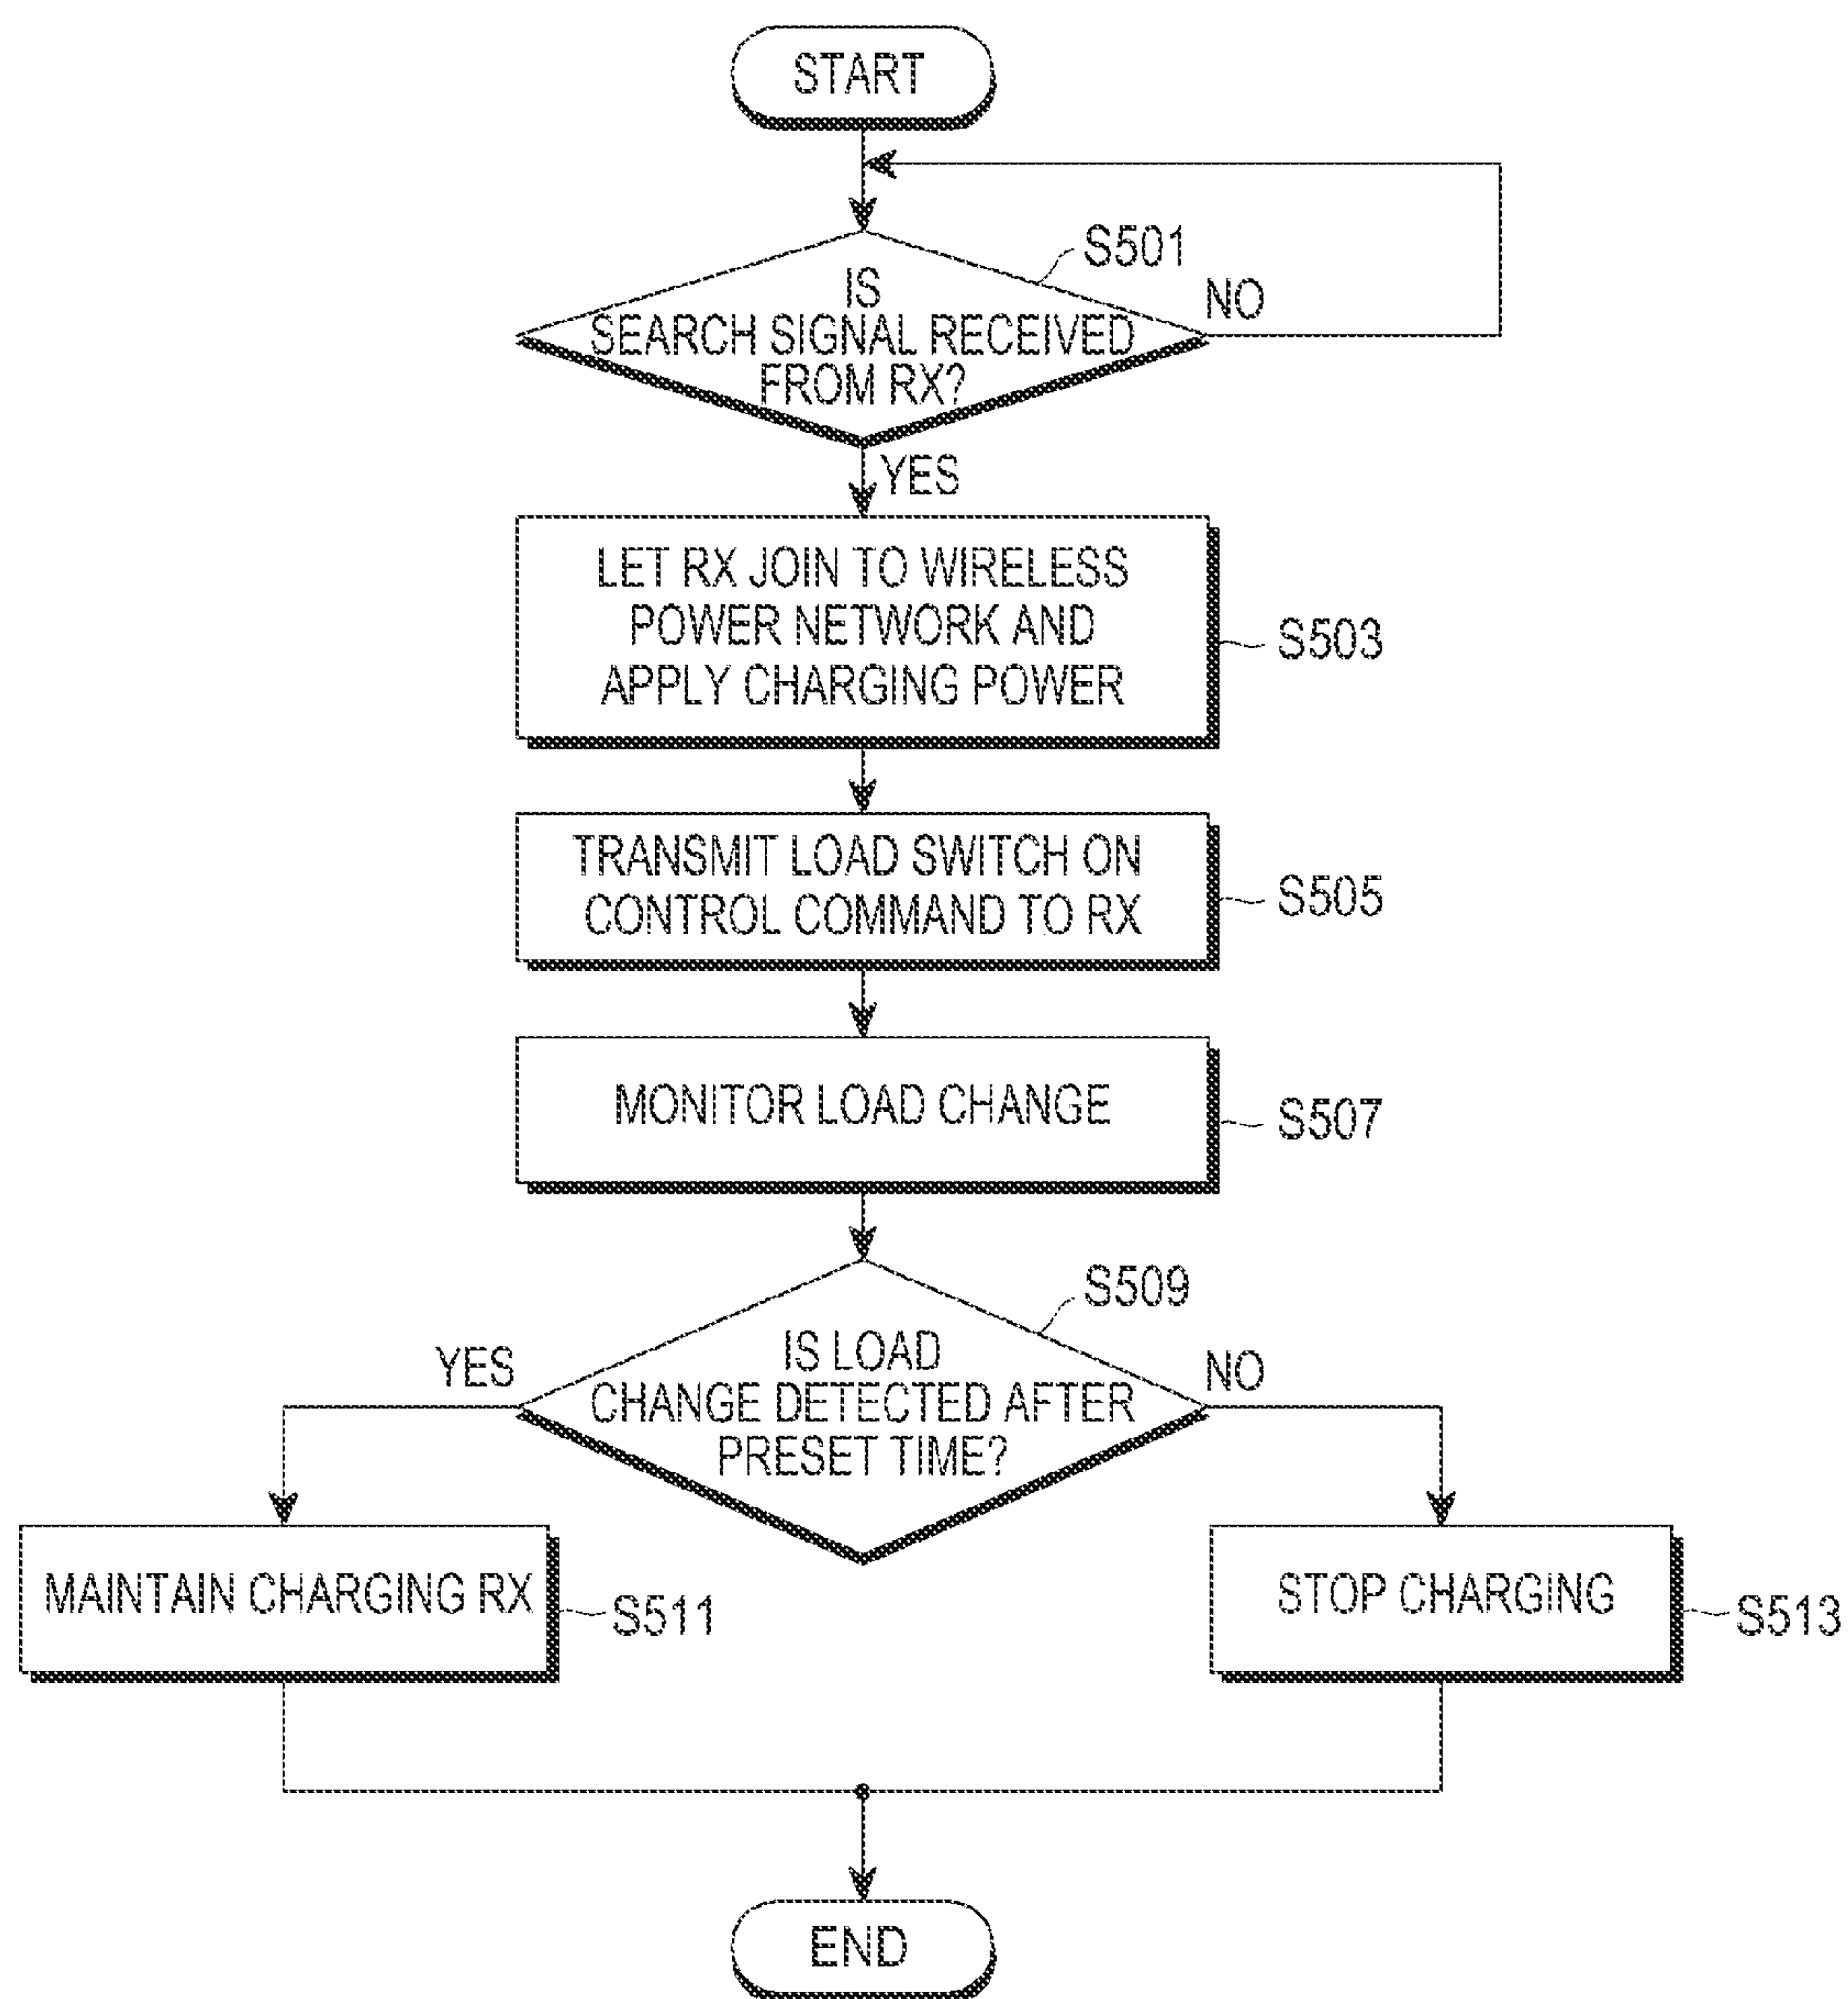 START
S501
IS
SEARCH SIGNAL RECEIVED
FROM RX?
NO
YES
LET RX JOIN TO WIRELESS
POWER NETWORK AND
APPLY CHARGING POWER
S503
TRANSMIT LOAD SWITCH ON
CONTROL COMMAND TO RX
S505
MONITOR LOAD CHANGE
S507
S509
IS LOAD
CHANGE DETECTED AFTER
PRESET TIME?
YES
NO
MAINTAIN CHARGING RX
S511
STOP CHARGING
S513
END